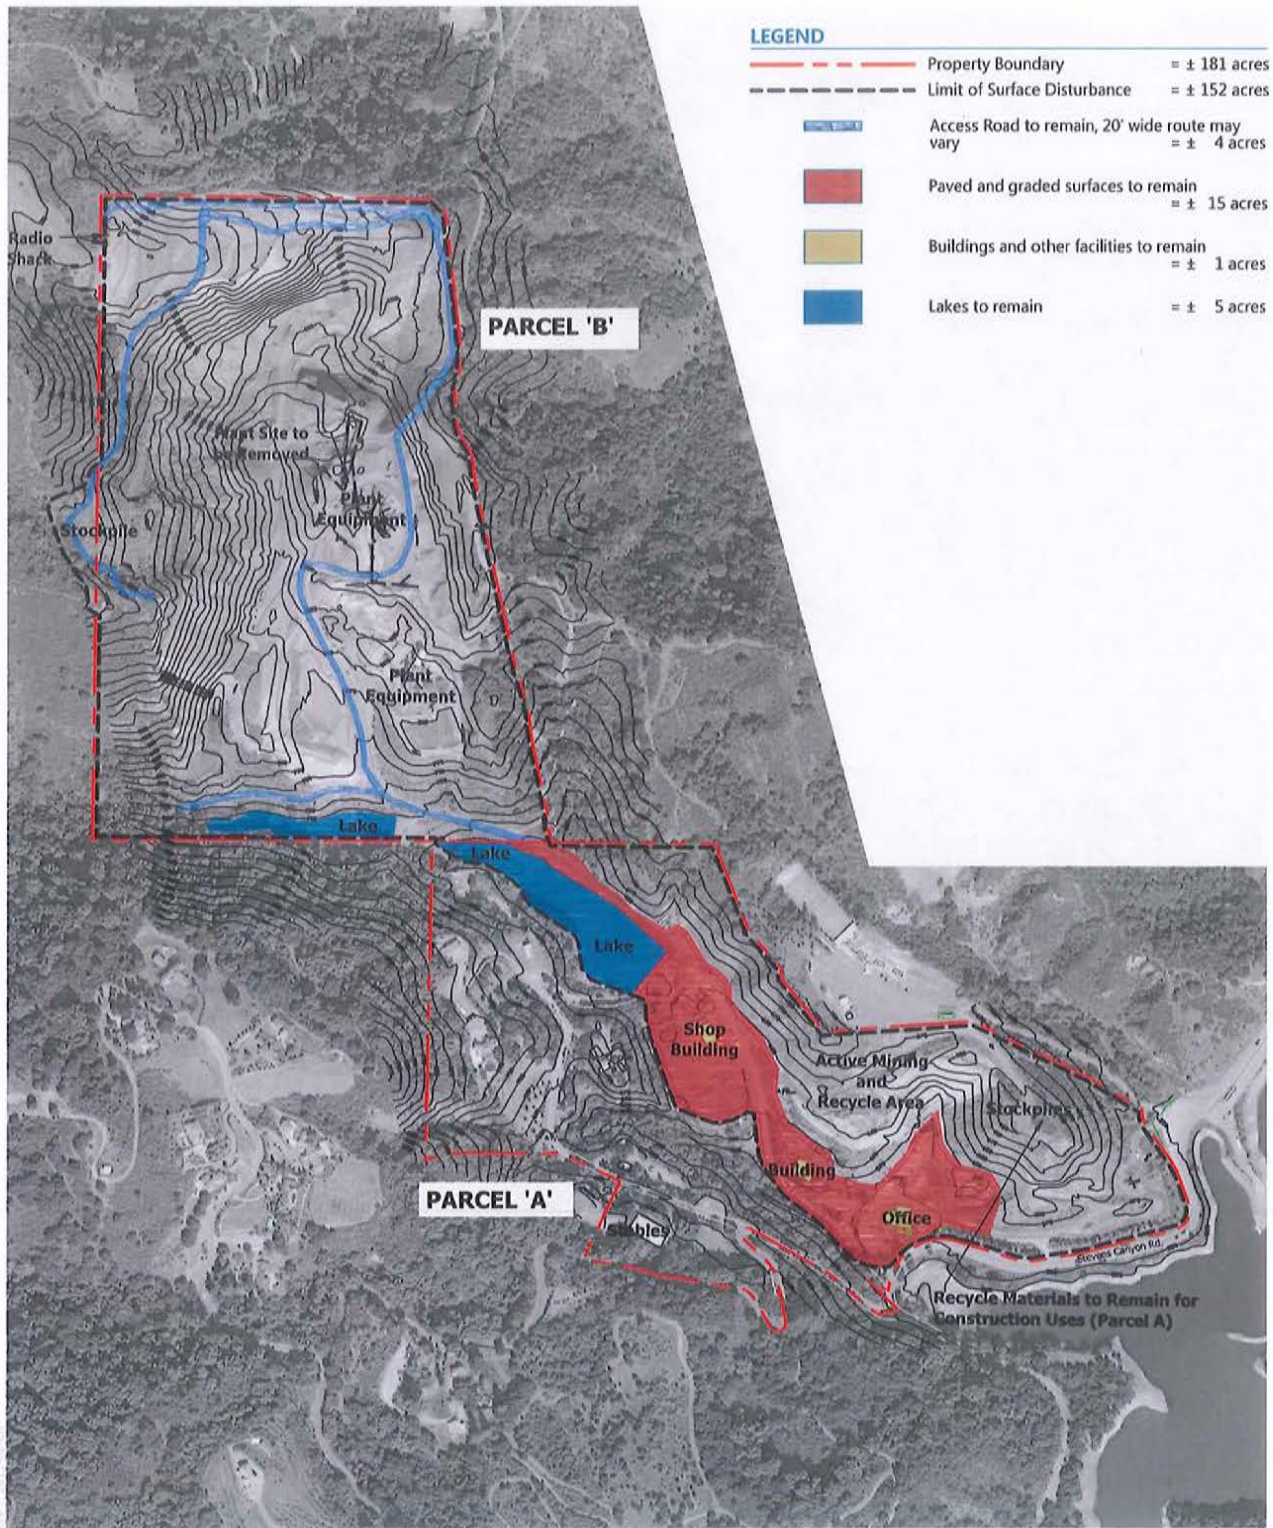 LEGEND
Property Boundary = ± 181 acres
Limit of Surface Disturbance = ± 152 acres
Access Road to remain, 20' wide route may
vary = ± 4 acres
Paved and graded surfaces to remain
= ± 15 acres
Buildings and other facilities to remain
= ± 1 acres
Lakes to remain = ± 5 acres
Radio
Shack
PARCEL 'B'
Plant Site to
be Removed
Plant
Equipment
Stockpile
Plant
Equipment
Lake
Lake
Lake
Shop
Building
Active Mining
and
Recycle Area
Stockpiles
Building
PARCEL 'A'
Office
Stables
Stevens Canyon Rd.
Recycle Materials to Remain for
Construction Uses (Parcel A)